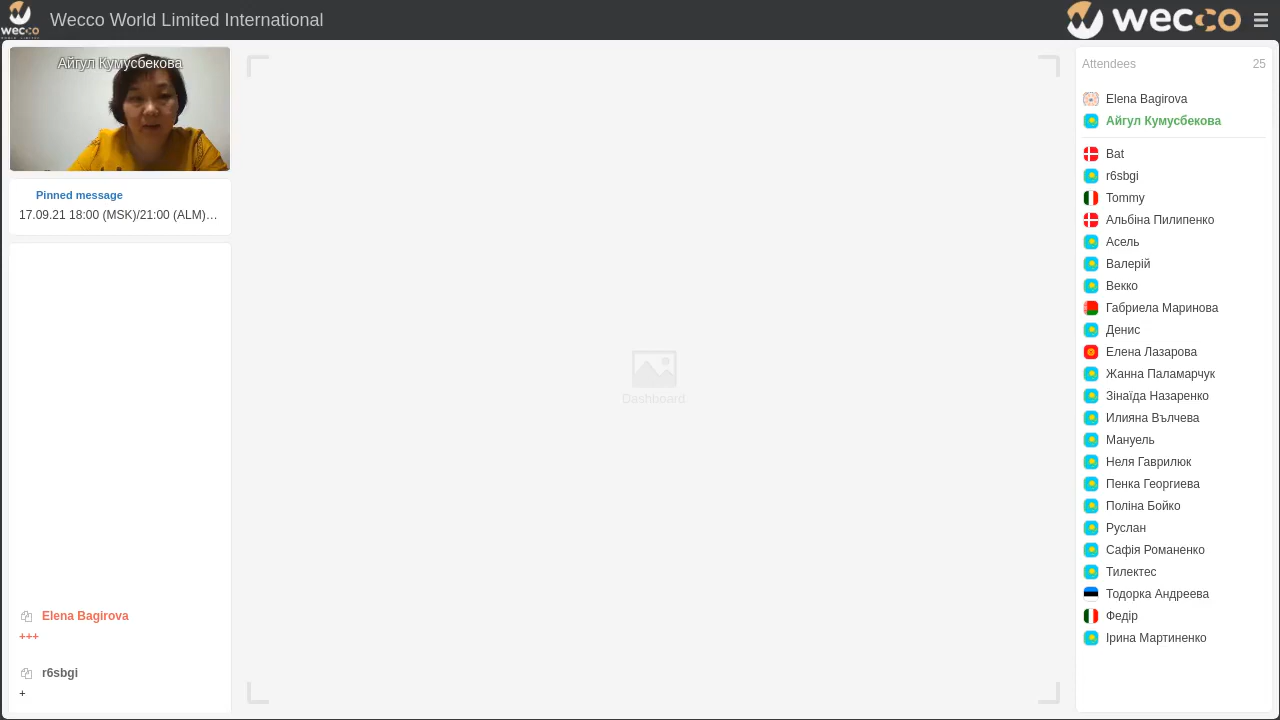 wecco
Wecco World Limited International
wecco
Айгул Кумусбекова
Pinned message
17.09.21 18:00 (MSK)/21:00 (ALM)…
Elena Bagirova
+++
r6sbgi
+
Dashboard
Attendees 25
Elena Bagirova
Айгул Кумусбекова
Bat
r6sbgi
Tommy
Альбіна Пилипенко
Асель
Валерій
Векко
Габриела Маринова
Денис
Елена Лазарова
Жанна Паламарчук
Зінаїда Назаренко
Илияна Вълчева
Мануель
Неля Гаврилюк
Пенка Георгиева
Поліна Бойко
Руслан
Сафія Романенко
Тилектес
Тодорка Андреева
Федір
Ірина Мартиненко